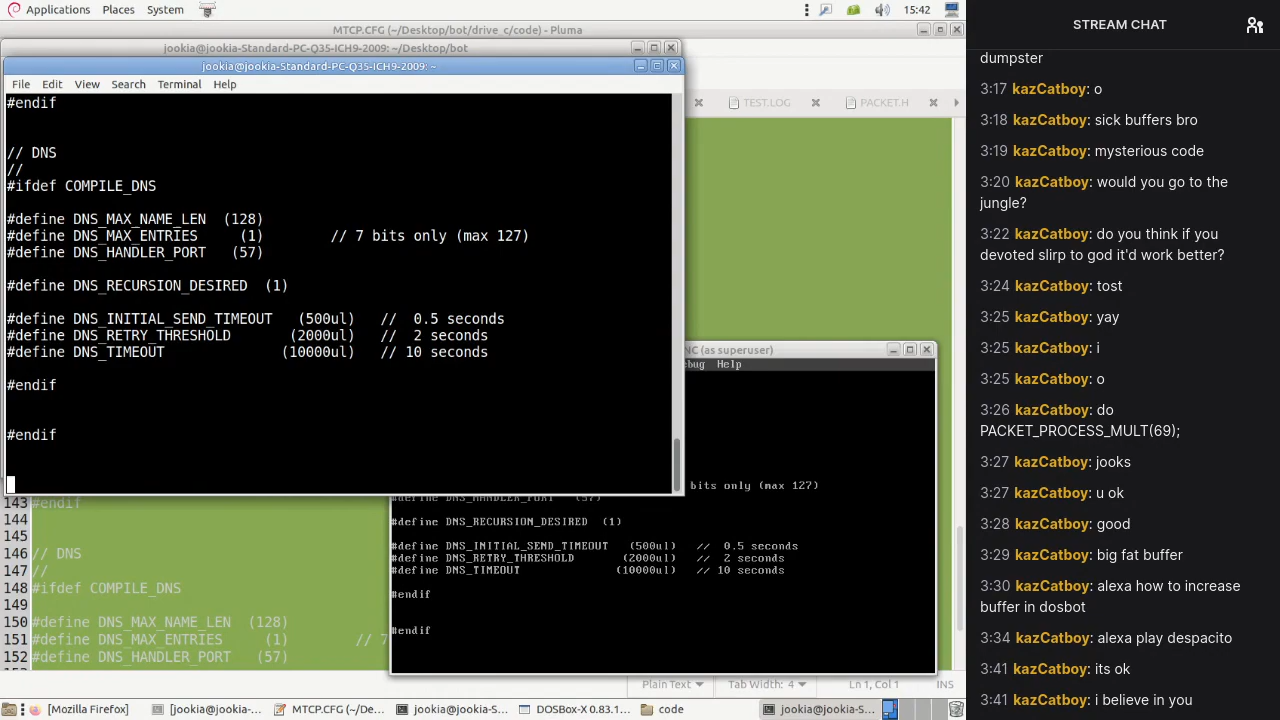 Applications Places System
15:42
MTCP.CFG (~/Desktop/bot/drive_c/code) - Pluma
jookia@jookia-Standard-PC-Q35-ICH9-2009: ~/Desktop/bot
jookia@jookia-Standard-PC-Q35-ICH9-2009: ~
File Edit View Search Terminal Help
TEST.LOG
PACKET.H
#endif
// DNS
//
#ifdef COMPILE_DNS
#define DNS_MAX_NAME_LEN (128)
#define DNS_MAX_ENTRIES (1) // 7 bits only (max 127)
#define DNS_HANDLER_PORT (57)
#define DNS_RECURSION_DESIRED (1)
#define DNS_INITIAL_SEND_TIMEOUT (500ul) // 0.5 seconds
#define DNS_RETRY_THRESHOLD (2000ul) // 2 seconds
#define DNS_TIMEOUT (10000ul) // 10 seconds
#endif
#endif
NC (as superuser)
bug Help
bits only (max 127)
#define DNS_HANDLER_PORT (57)
#define DNS_RECURSION_DESIRED (1)
#define DNS_INITIAL_SEND_TIMEOUT (500ul) // 0.5 seconds
#define DNS_RETRY_THRESHOLD (2000ul) // 2 seconds
#define DNS_TIMEOUT (10000ul) // 10 seconds
#endif
#endif
143 #endif
144
145
146 // DNS
147 //
148 #ifdef COMPILE_DNS
149
150 #define DNS_MAX_NAME_LEN (128)
151 #define DNS_MAX_ENTRIES (1) // 7
152 #define DNS_HANDLER_PORT (57)
Plain Text Tab Width: 4 Ln 1, Col 1 INS
[Mozilla Firefox] [jookia@jookia-sta... MTCP.CFG (~/De... jookia@jookia-S... DOSBox-X 0.83.1... code jookia@jookia-S...
STREAM CHAT
dumpster
3:17 kazCatboy: o
3:18 kazCatboy: sick buffers bro
3:19 kazCatboy: mysterious code
3:20 kazCatboy: would you go to the
jungle?
3:22 kazCatboy: do you think if you
devoted slirp to god it'd work better?
3:24 kazCatboy: tost
3:25 kazCatboy: yay
3:25 kazCatboy: i
3:25 kazCatboy: o
3:26 kazCatboy: do
PACKET_PROCESS_MULT(69);
3:27 kazCatboy: jooks
3:27 kazCatboy: u ok
3:28 kazCatboy: good
3:29 kazCatboy: big fat buffer
3:30 kazCatboy: alexa how to increase
buffer in dosbot
3:34 kazCatboy: alexa play despacito
3:41 kazCatboy: its ok
3:41 kazCatboy: i believe in you